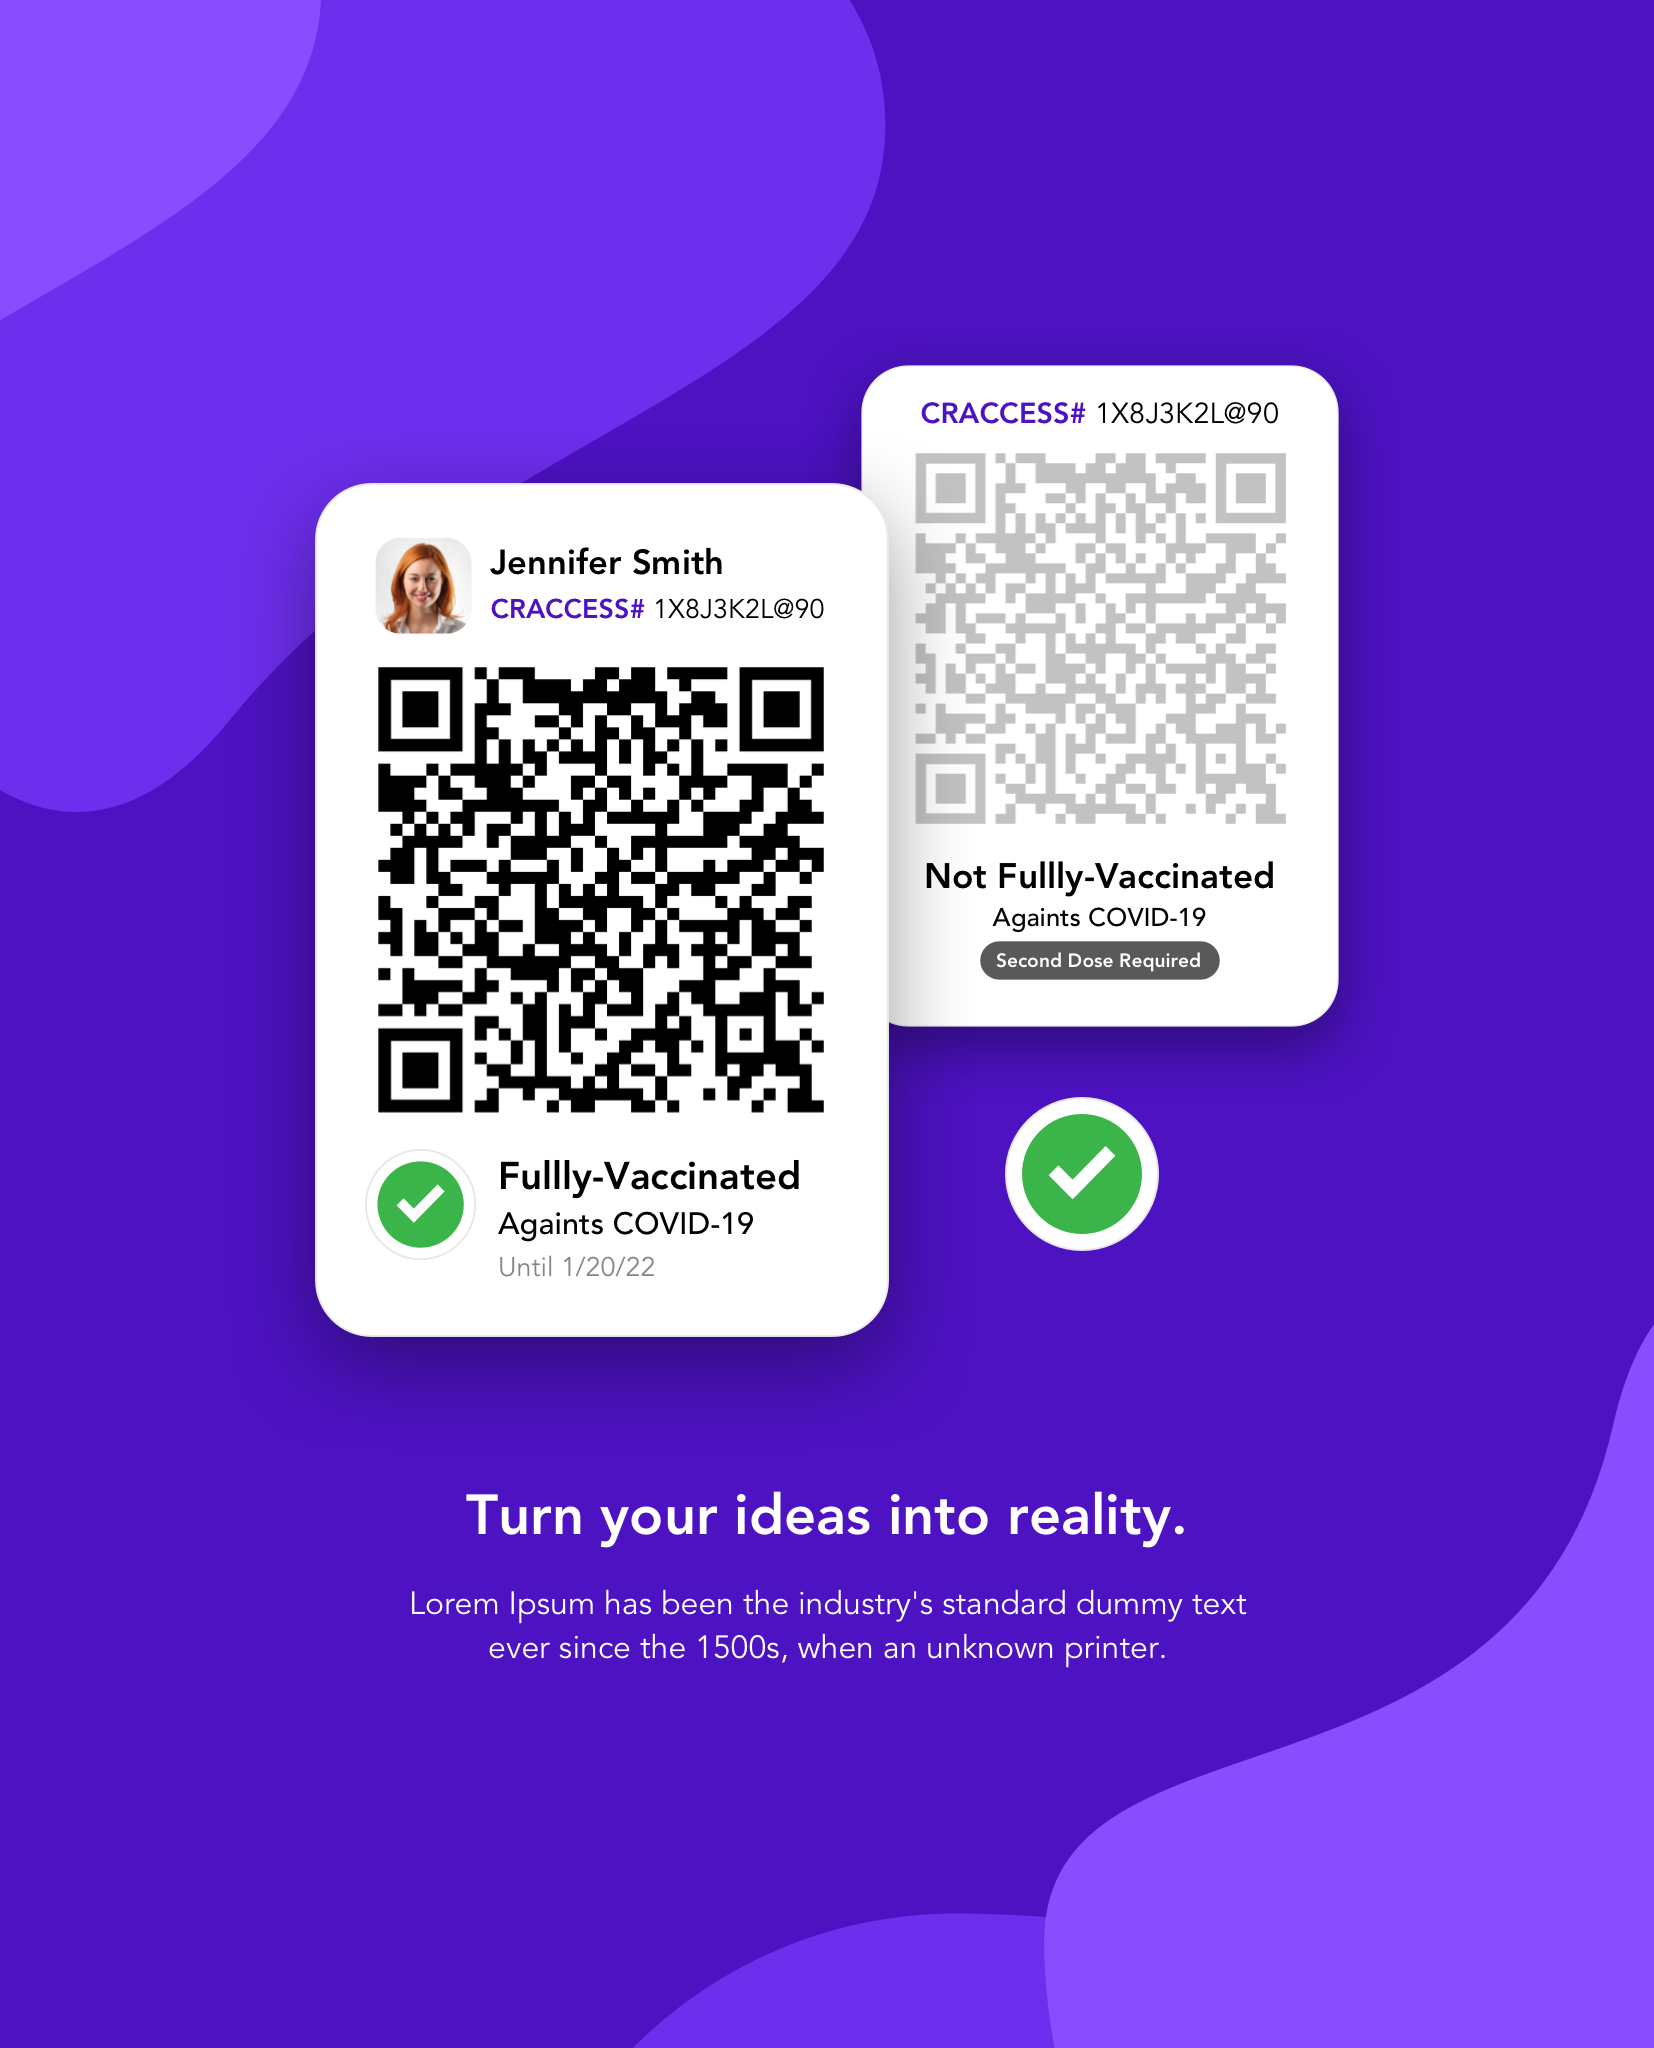 CRACCESS# 1X8J3K2L@90
Not Fullly-Vaccinated
Againts COVID-19
Second Dose Required
Jennifer Smith
CRACCESS# 1X8J3K2L@90
Fullly-Vaccinated
Againts COVID-19
Until 1/20/22
Turn your ideas into reality.
Lorem Ipsum has been the industry's standard dummy text
ever since the 1500s, when an unknown printer.